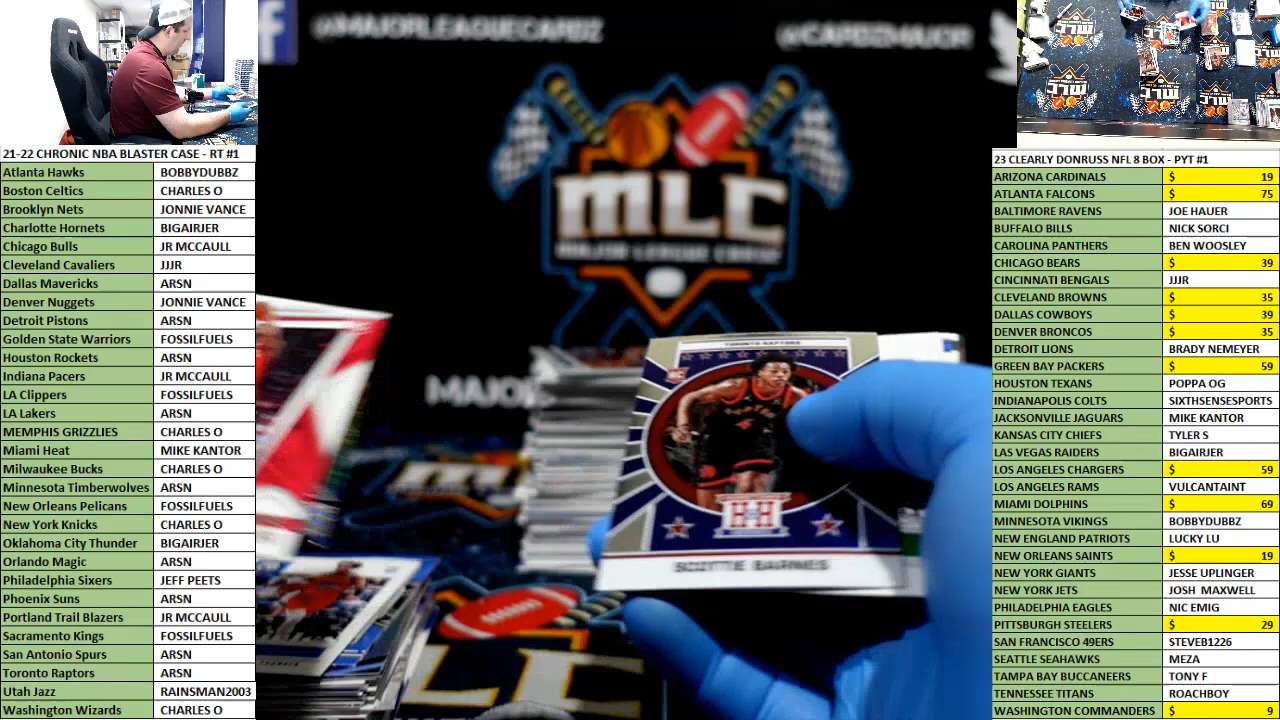 @MAJORLEAGUECARDZ
@CARDZMAJOR
MLC
21-22 CHRONIC NBA BLASTER CASE - RT #1
Atlanta Hawks BOBBYDUBBZ
Boston Celtics CHARLES O
Brooklyn Nets JONNIE VANCE
Charlotte Hornets BIGAIRJER
Chicago Bulls JR MCCAULL
Cleveland Cavaliers JJJR
Dallas Mavericks ARSN
Denver Nuggets JONNIE VANCE
Detroit Pistons ARSN
Golden State Warriors FOSSILFUELS
Houston Rockets ARSN
Indiana Pacers JR MCCAULL
LA Clippers FOSSILFUELS
LA Lakers ARSN
MEMPHIS GRIZZLIES CHARLES O
Miami Heat MIKE KANTOR
Milwaukee Bucks CHARLES O
Minnesota Timberwolves ARSN
New Orleans Pelicans FOSSILFUELS
New York Knicks CHARLES O
Oklahoma City Thunder BIGAIRJER
Orlando Magic ARSN
Philadelphia Sixers JEFF PEETS
Phoenix Suns ARSN
Portland Trail Blazers JR MCCAULL
Sacramento Kings FOSSILFUELS
San Antonio Spurs ARSN
Toronto Raptors ARSN
Utah Jazz RAINSMAN2003
Washington Wizards CHARLES O
TORONTO RAPTORS
RC
H H
SCOTTIE BARNES
23 CLEARLY DONRUSS NFL 8 BOX - PYT #1
ARIZONA CARDINALS $ 19
ATLANTA FALCONS $ 75
BALTIMORE RAVENS JOE HAUER
BUFFALO BILLS NICK SORCI
CAROLINA PANTHERS BEN WOOSLEY
CHICAGO BEARS $ 39
CINCINNATI BENGALS JJJR
CLEVELAND BROWNS $ 35
DALLAS COWBOYS $ 39
DENVER BRONCOS $ 35
DETROIT LIONS BRADY NEMEYER
GREEN BAY PACKERS $ 59
HOUSTON TEXANS POPPA OG
INDIANAPOLIS COLTS SIXTHSENSESPORTS
JACKSONVILLE JAGUARS MIKE KANTOR
KANSAS CITY CHIEFS TYLER S
LAS VEGAS RAIDERS BIGAIRJER
LOS ANGELES CHARGERS $ 59
LOS ANGELES RAMS VULCANTAINT
MIAMI DOLPHINS $ 69
MINNESOTA VIKINGS BOBBYDUBBZ
NEW ENGLAND PATRIOTS LUCKY LU
NEW ORLEANS SAINTS $ 19
NEW YORK GIANTS JESSE UPLINGER
NEW YORK JETS JOSH MAXWELL
PHILADELPHIA EAGLES NIC EMIG
PITTSBURGH STEELERS $ 29
SAN FRANCISCO 49ERS STEVEB1226
SEATTLE SEAHAWKS MEZA
TAMPA BAY BUCCANEERS TONY F
TENNESSEE TITANS ROACHBOY
WASHINGTON COMMANDERS $ 9